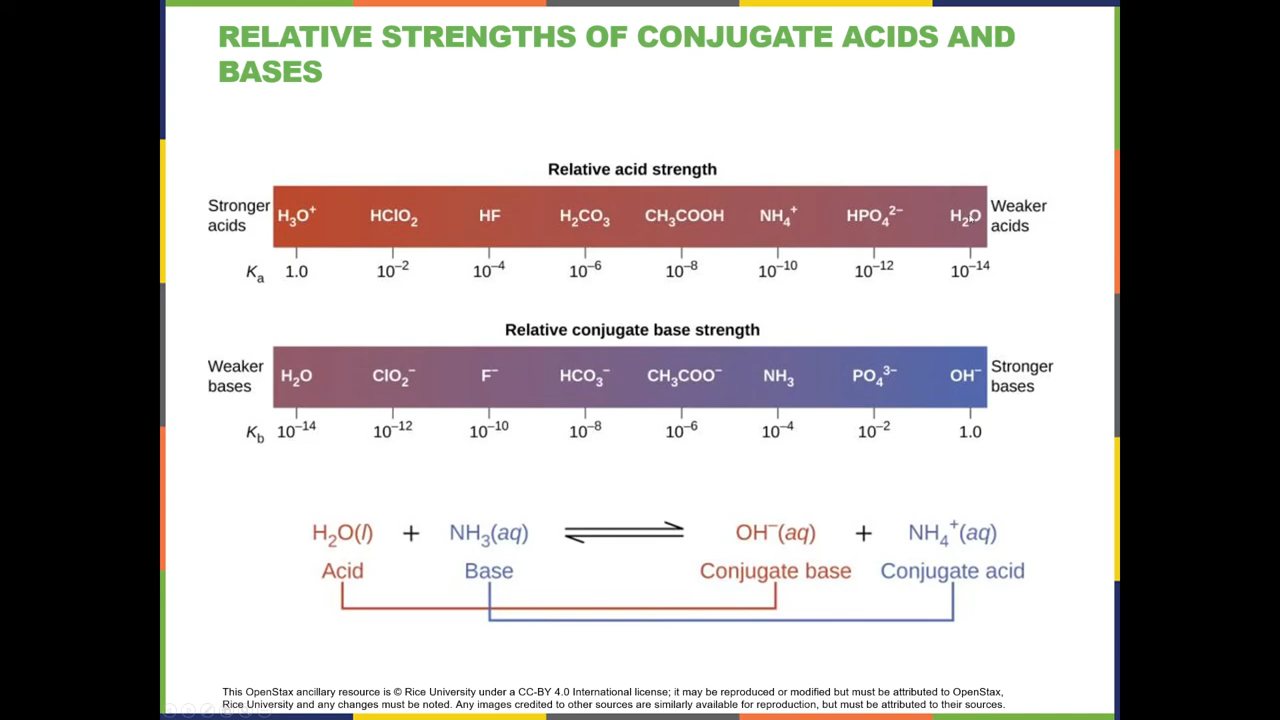 RELATIVE STRENGTHS OF CONJUGATE ACIDS AND
BASES
Relative acid strength
Stronger acids H₃O⁺ HClO₂ HF H₂CO₃ CH₃COOH NH₄⁺ HPO₄²⁻ H₂O Weaker acids
Kₐ 1.0 10⁻² 10⁻⁴ 10⁻⁶ 10⁻⁸ 10⁻¹⁰ 10⁻¹² 10⁻¹⁴
Relative conjugate base strength
Weaker bases H₂O ClO₂⁻ F⁻ HCO₃⁻ CH₃COO⁻ NH₃ PO₄³⁻ OH⁻ Stronger bases
K_b 10⁻¹⁴ 10⁻¹² 10⁻¹⁰ 10⁻⁸ 10⁻⁶ 10⁻⁴ 10⁻² 1.0
H₂O(l) + NH₃(aq) ⇌ OH⁻(aq) + NH₄⁺(aq)
Acid Base Conjugate base Conjugate acid
This OpenStax ancillary resource is © Rice University under a CC-BY 4.0 International license; it may be reproduced or modified but must be attributed to OpenStax,
Rice University and any changes must be noted. Any images credited to other sources are similarly available for reproduction, but must be attributed to their sources.